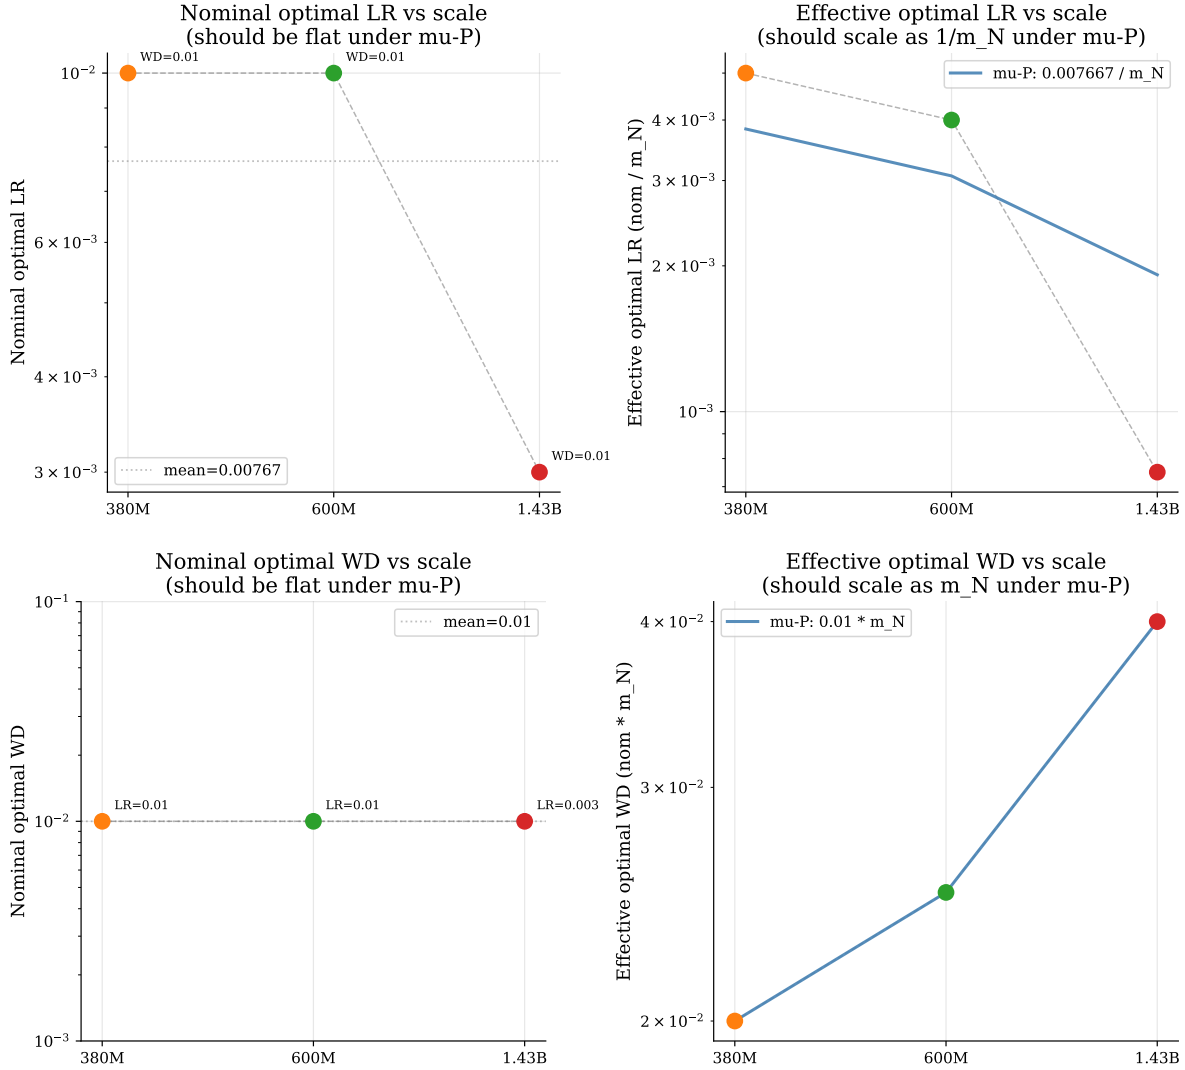 Nominal optimal LR vs scale
(should be flat under mu-P)
WD=0.01
WD=0.01
WD=0.01
10⁻²
6 × 10⁻³
4 × 10⁻³
3 × 10⁻³
Nominal optimal LR
mean=0.00767
380M
600M
1.43B
Effective optimal LR vs scale
(should scale as 1/m_N under mu-P)
mu-P: 0.007667 / m_N
4 × 10⁻³
3 × 10⁻³
2 × 10⁻³
10⁻³
Effective optimal LR (nom / m_N)
380M
600M
1.43B
Nominal optimal WD vs scale
(should be flat under mu-P)
10⁻¹
mean=0.01
LR=0.01
LR=0.01
LR=0.003
10⁻²
10⁻³
Nominal optimal WD
380M
600M
1.43B
Effective optimal WD vs scale
(should scale as m_N under mu-P)
mu-P: 0.01 * m_N
4 × 10⁻²
3 × 10⁻²
2 × 10⁻²
Effective optimal WD (nom * m_N)
380M
600M
1.43B